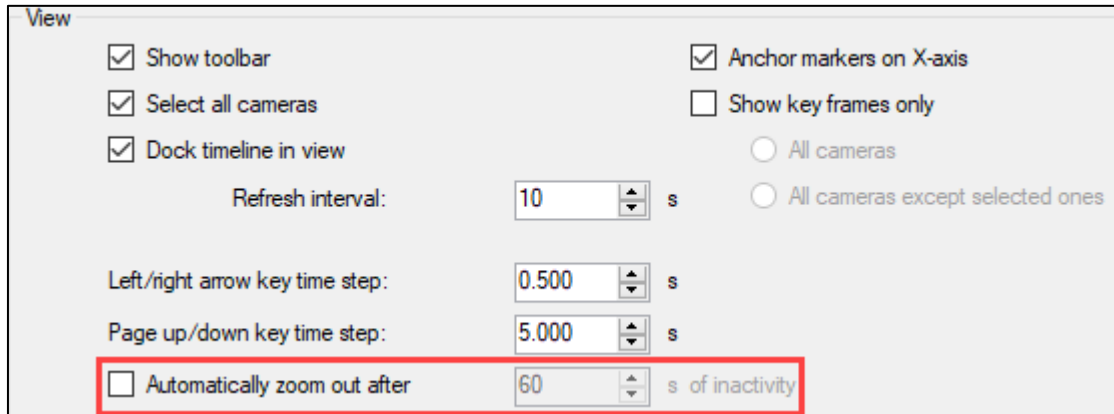 View
Show toolbar
Anchor markers on X-axis
Select all cameras
Show key frames only
Dock timeline in view
All cameras
Refresh interval: 10 s
All cameras except selected ones
Left/right arrow key time step: 0.500 s
Page up/down key time step: 5.000 s
Automatically zoom out after 60 s of inactivity